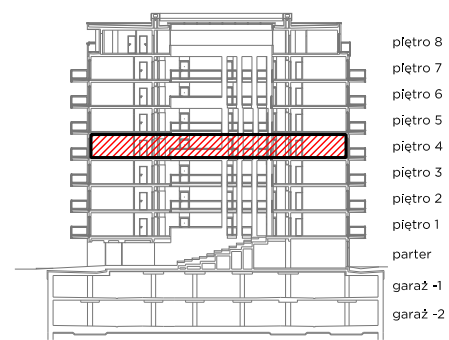 piętro 8
piętro 7
piętro 6
piętro 5
piętro 4
piętro 3
piętro 2
piętro 1
parter
garaż -1
garaż -2